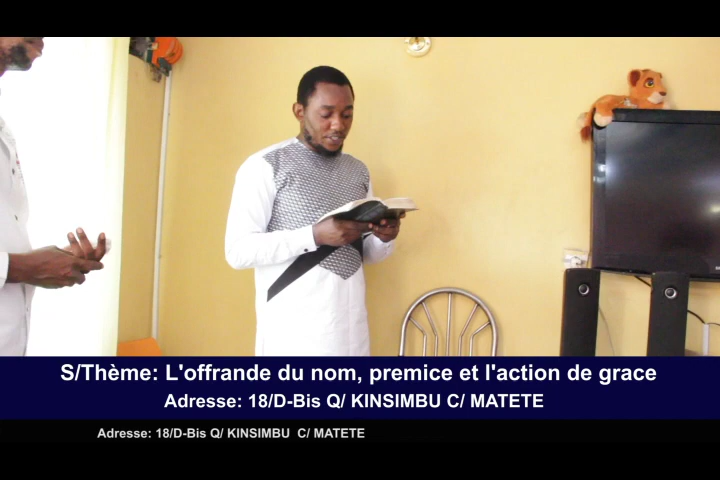 S/Thème: L'offrande du nom, premice et l'action de grace
Adresse: 18/D-Bis Q/ KINSIMBU C/ MATETE
Adresse: 18/D-Bis Q/ KINSIMBU C/ MATETE